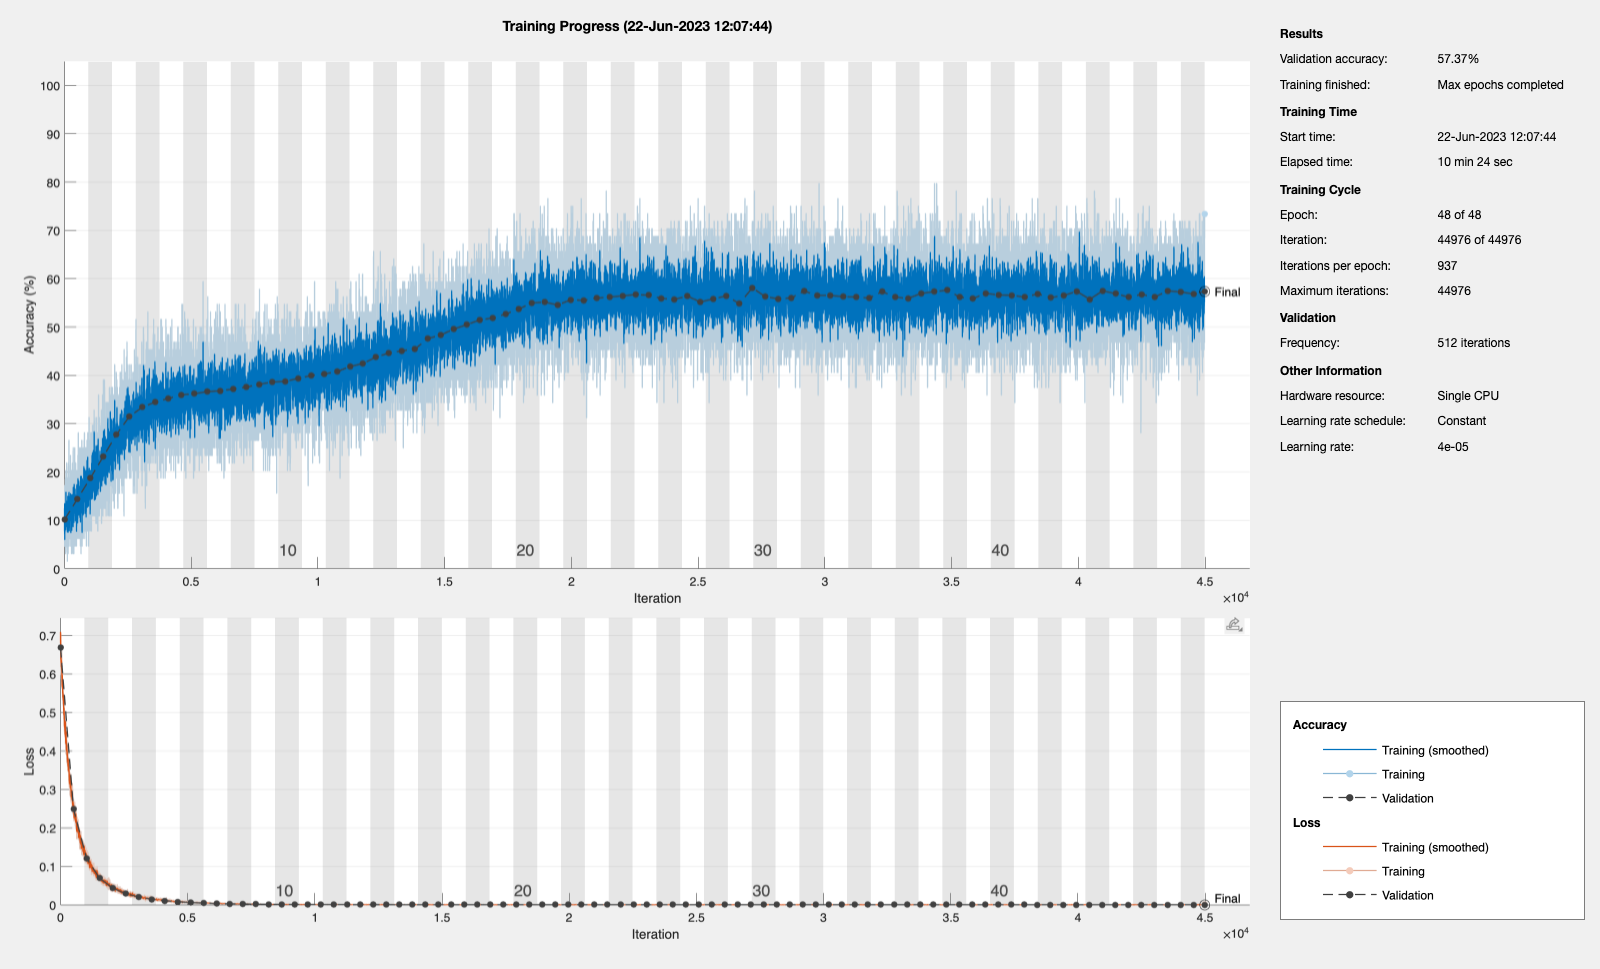 Training Progress (22-Jun-2023 12:07:44)
Accuracy (%)
100
90
80
70
60
50
40
30
20
10
0
10
20
30
40
Final
0
0.5
1
1.5
2
2.5
3
3.5
4
4.5
Iteration
×10⁴
Loss
0.7
0.6
0.5
0.4
0.3
0.2
0.1
0
10
20
30
40
Final
0
0.5
1
1.5
2
2.5
3
3.5
4
4.5
Iteration
×10⁴
Results
Validation accuracy: 57.37%
Training finished: Max epochs completed
Training Time
Start time: 22-Jun-2023 12:07:44
Elapsed time: 10 min 24 sec
Training Cycle
Epoch: 48 of 48
Iteration: 44976 of 44976
Iterations per epoch: 937
Maximum iterations: 44976
Validation
Frequency: 512 iterations
Other Information
Hardware resource: Single CPU
Learning rate schedule: Constant
Learning rate: 4e-05
Accuracy
Training (smoothed)
Training
Validation
Loss
Training (smoothed)
Training
Validation